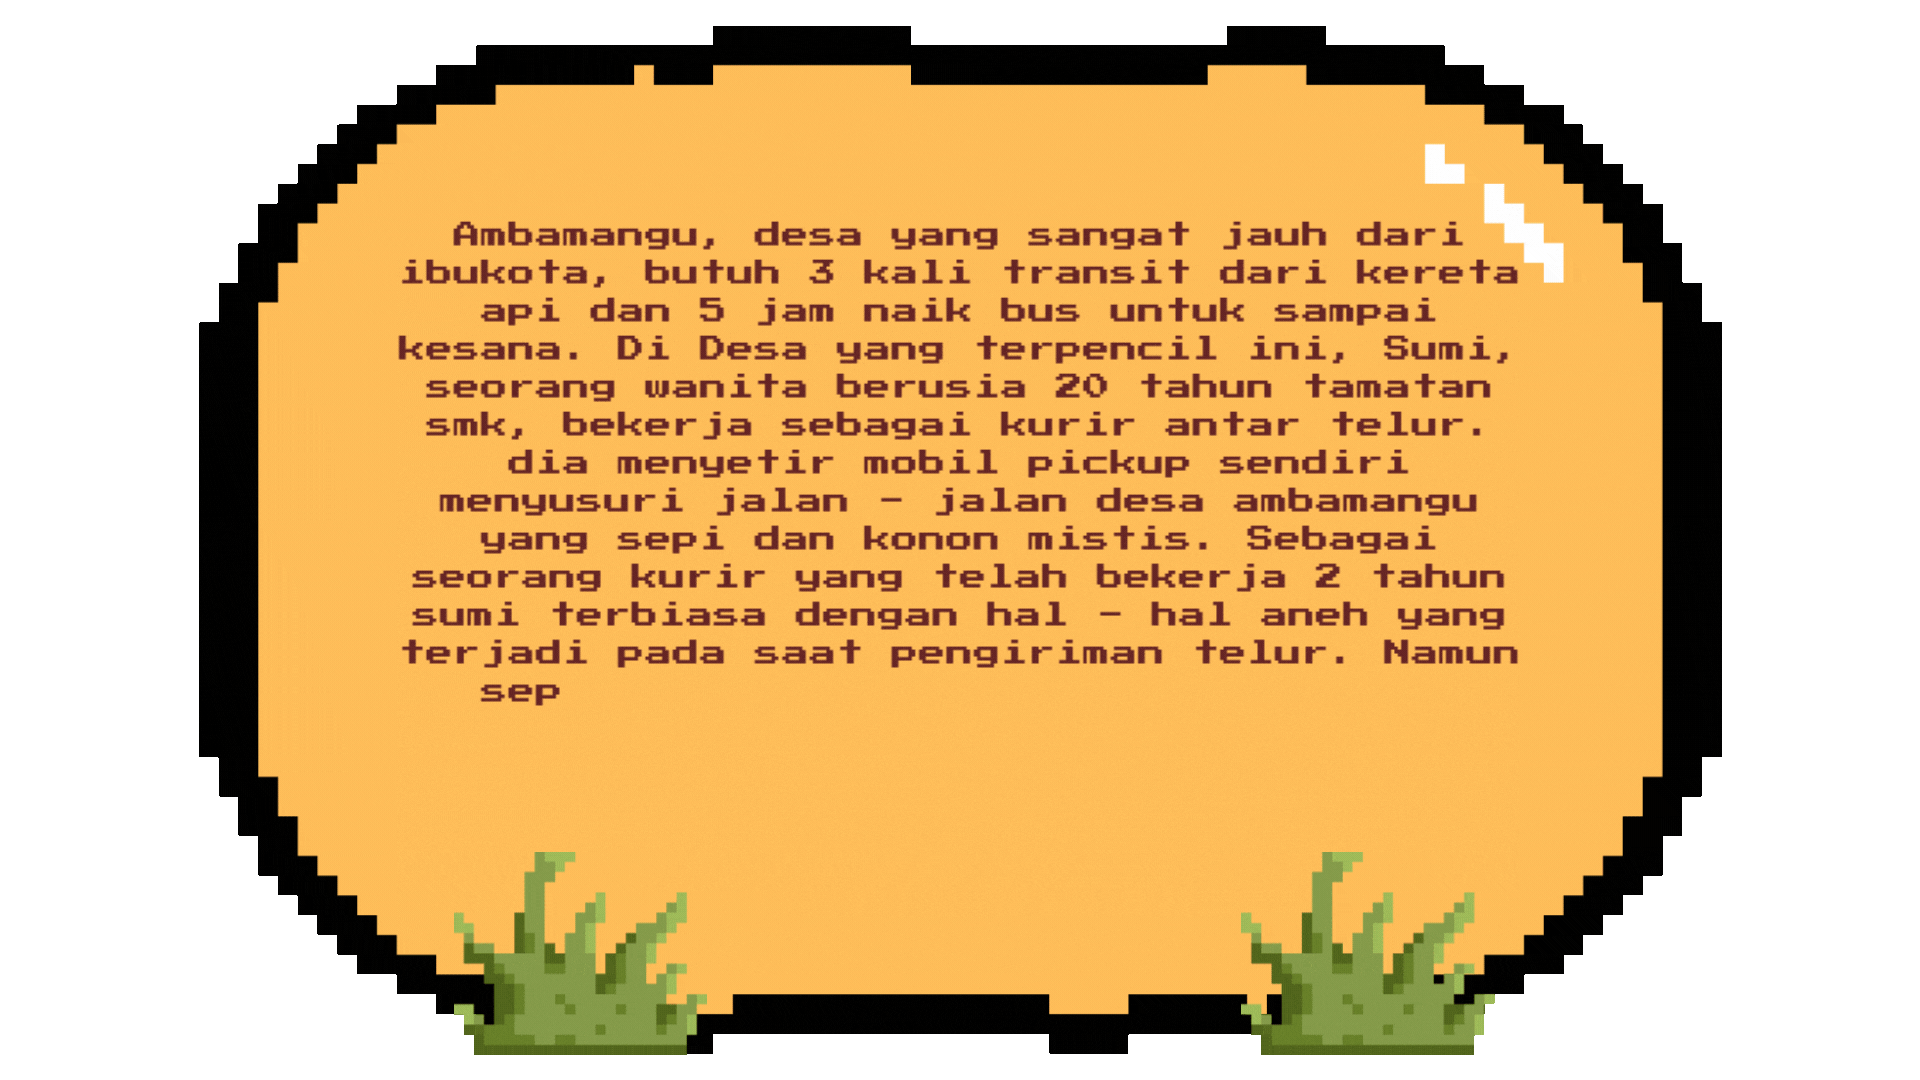 Ambamangu, desa yang sangat jauh dari
ibukota, butuh 3 kali transit dari kereta
api dan 5 jam naik bus untuk sampai
kesana. Di Desa yang terpencil ini, Sumi,
seorang wanita berusia 20 tahun tamatan
smk, bekerja sebagai kurir antar telur.
dia menyetir mobil pickup sendiri
menyusuri jalan - jalan desa ambamangu
yang sepi dan konon mistis. Sebagai
seorang kurir yang telah bekerja 2 tahun
sumi terbiasa dengan hal - hal aneh yang
terjadi pada saat pengiriman telur. Namun
sep